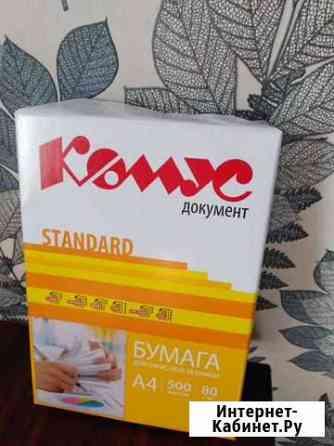 Комус
документ
STANDARD
БУМАГА
A4 500 80
Интернет-
Кабинет.Ру